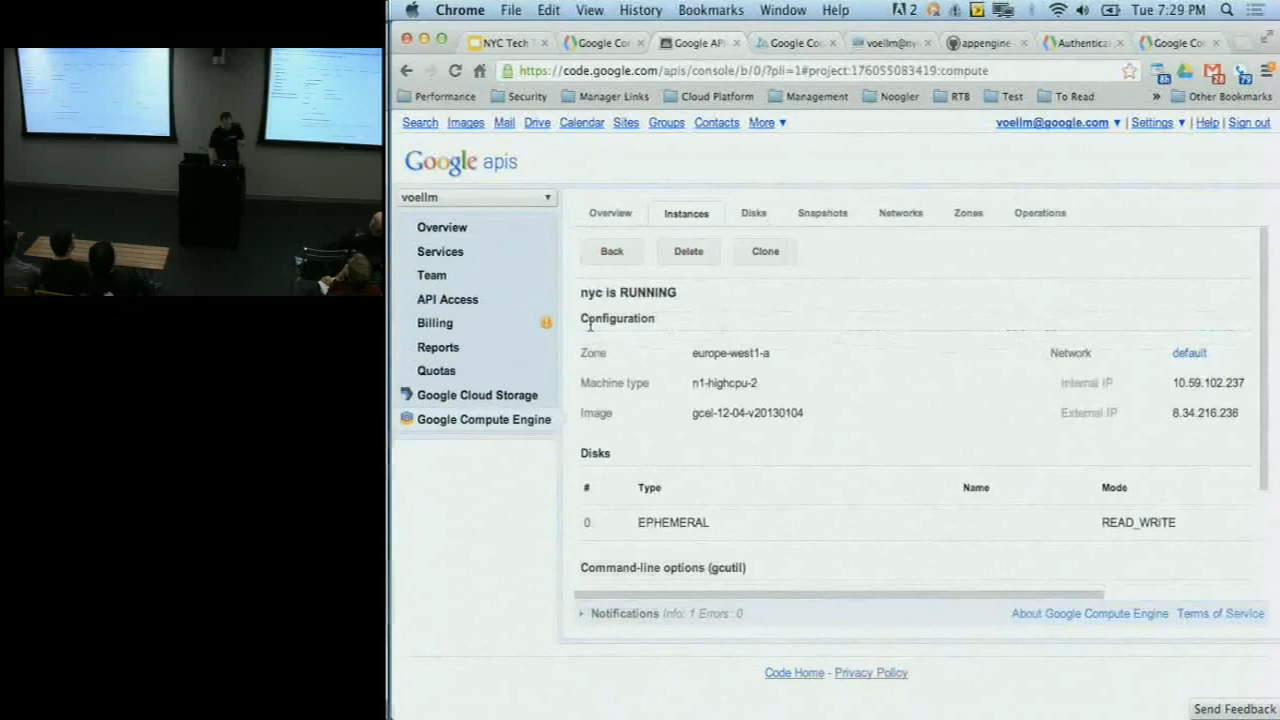 Chrome File Edit View History Bookmarks Window Help 2 Tue 7:29 PM
NYC Tech Google Co Google API Google Co voellm@ny appengine Authentica Google Co
https://code.google.com/apis/console/b/0/?pli=1#project:176055083419:compute
Performance Security Manager Links Cloud Platform Management Noogler RTB Test To Read » Other Bookmarks
Search Images Mail Drive Calendar Sites Groups Contacts More ▼ voellm@google.com ▼ Settings ▼ Help Sign out
Google apis
voellm
Overview
Services
Team
API Access
Billing
Reports
Quotas
Google Cloud Storage
Google Compute Engine
Overview Instances Disks Snapshots Networks Zones Operations
Back Delete Clone
nyc is RUNNING
Configuration
Zone europe-west1-a Network default
Machine type n1-highcpu-2 Internal IP 10.59.102.237
Image gcel-12-04-v20130104 External IP 8.34.216.236
Disks
# Type Name Mode
0 EPHEMERAL READ_WRITE
Command-line options (gcutil)
Notifications Info: 1 Errors: 0 About Google Compute Engine Terms of Service
Code Home - Privacy Policy
Send Feedback